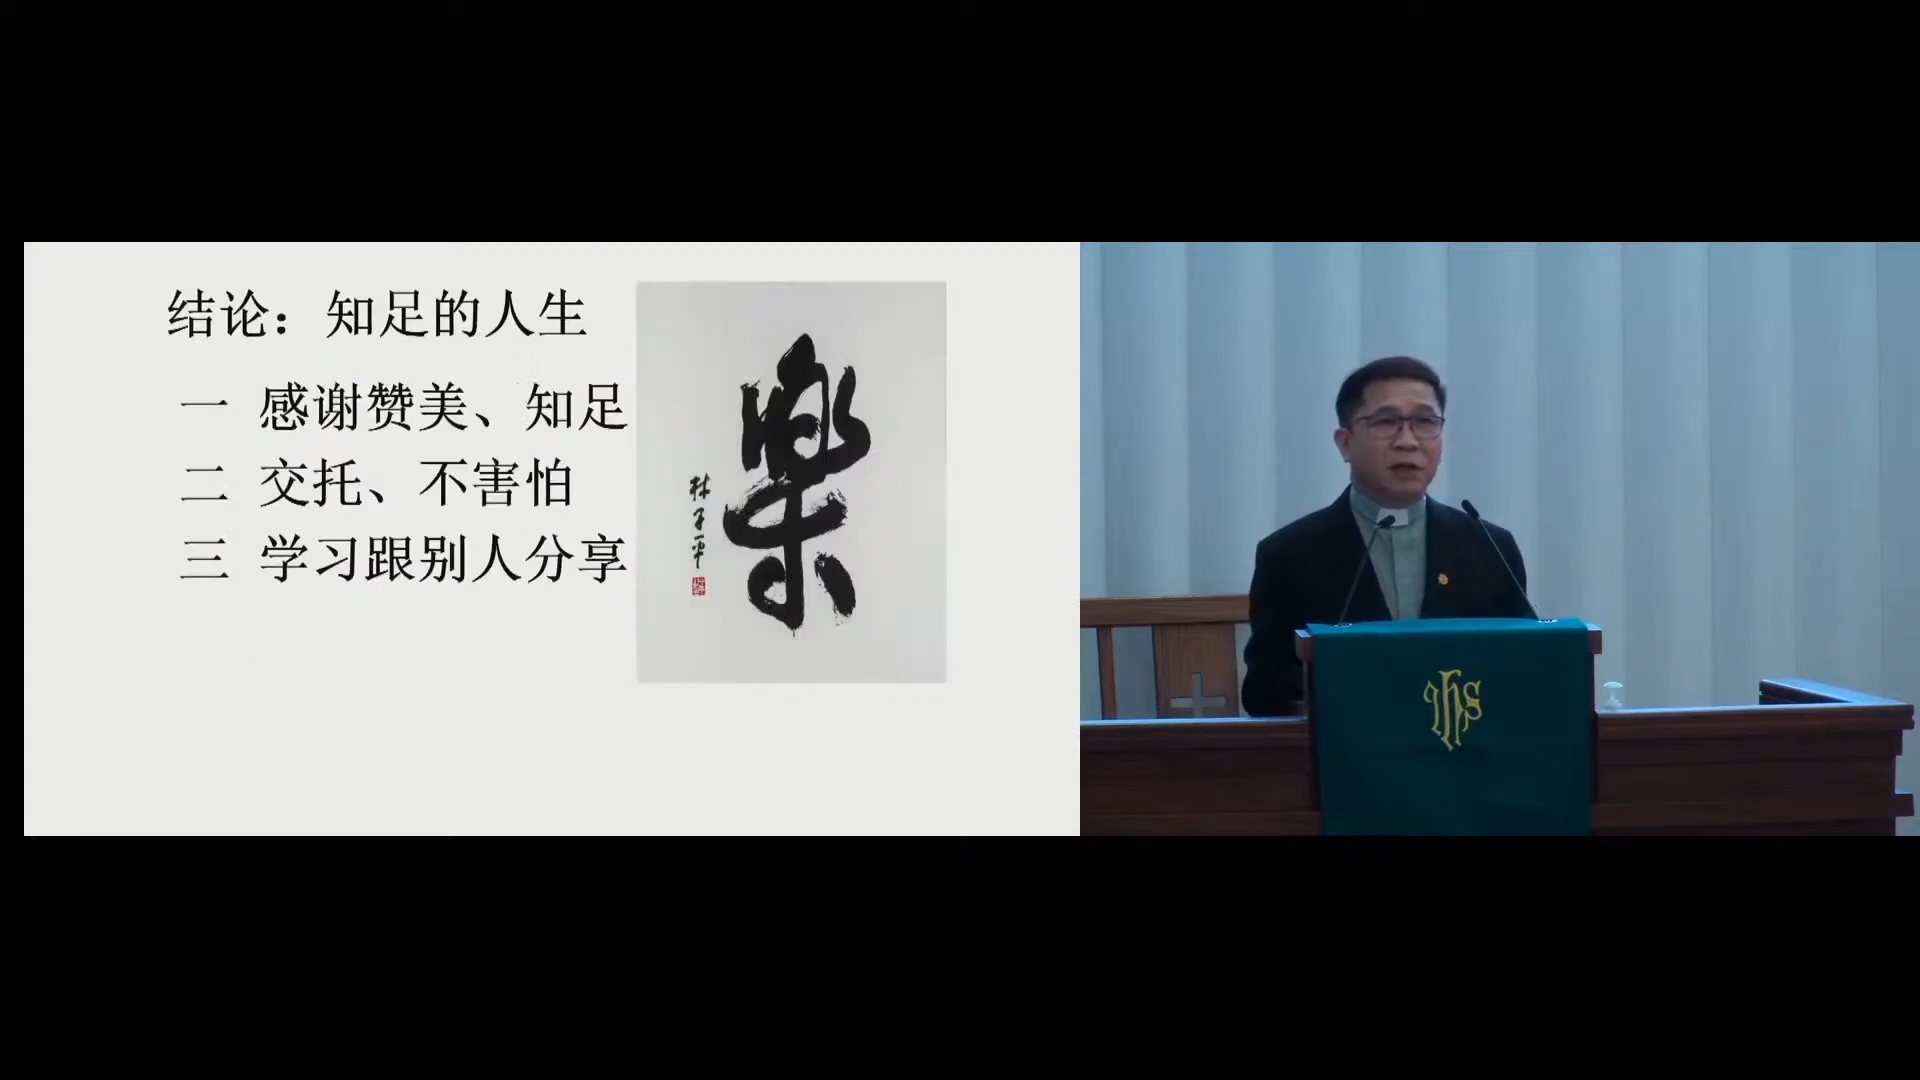 结论：知足的人生
一 感谢赞美、知足
二 交托、不害怕
三 学习跟别人分享
樂
林子平
IHS